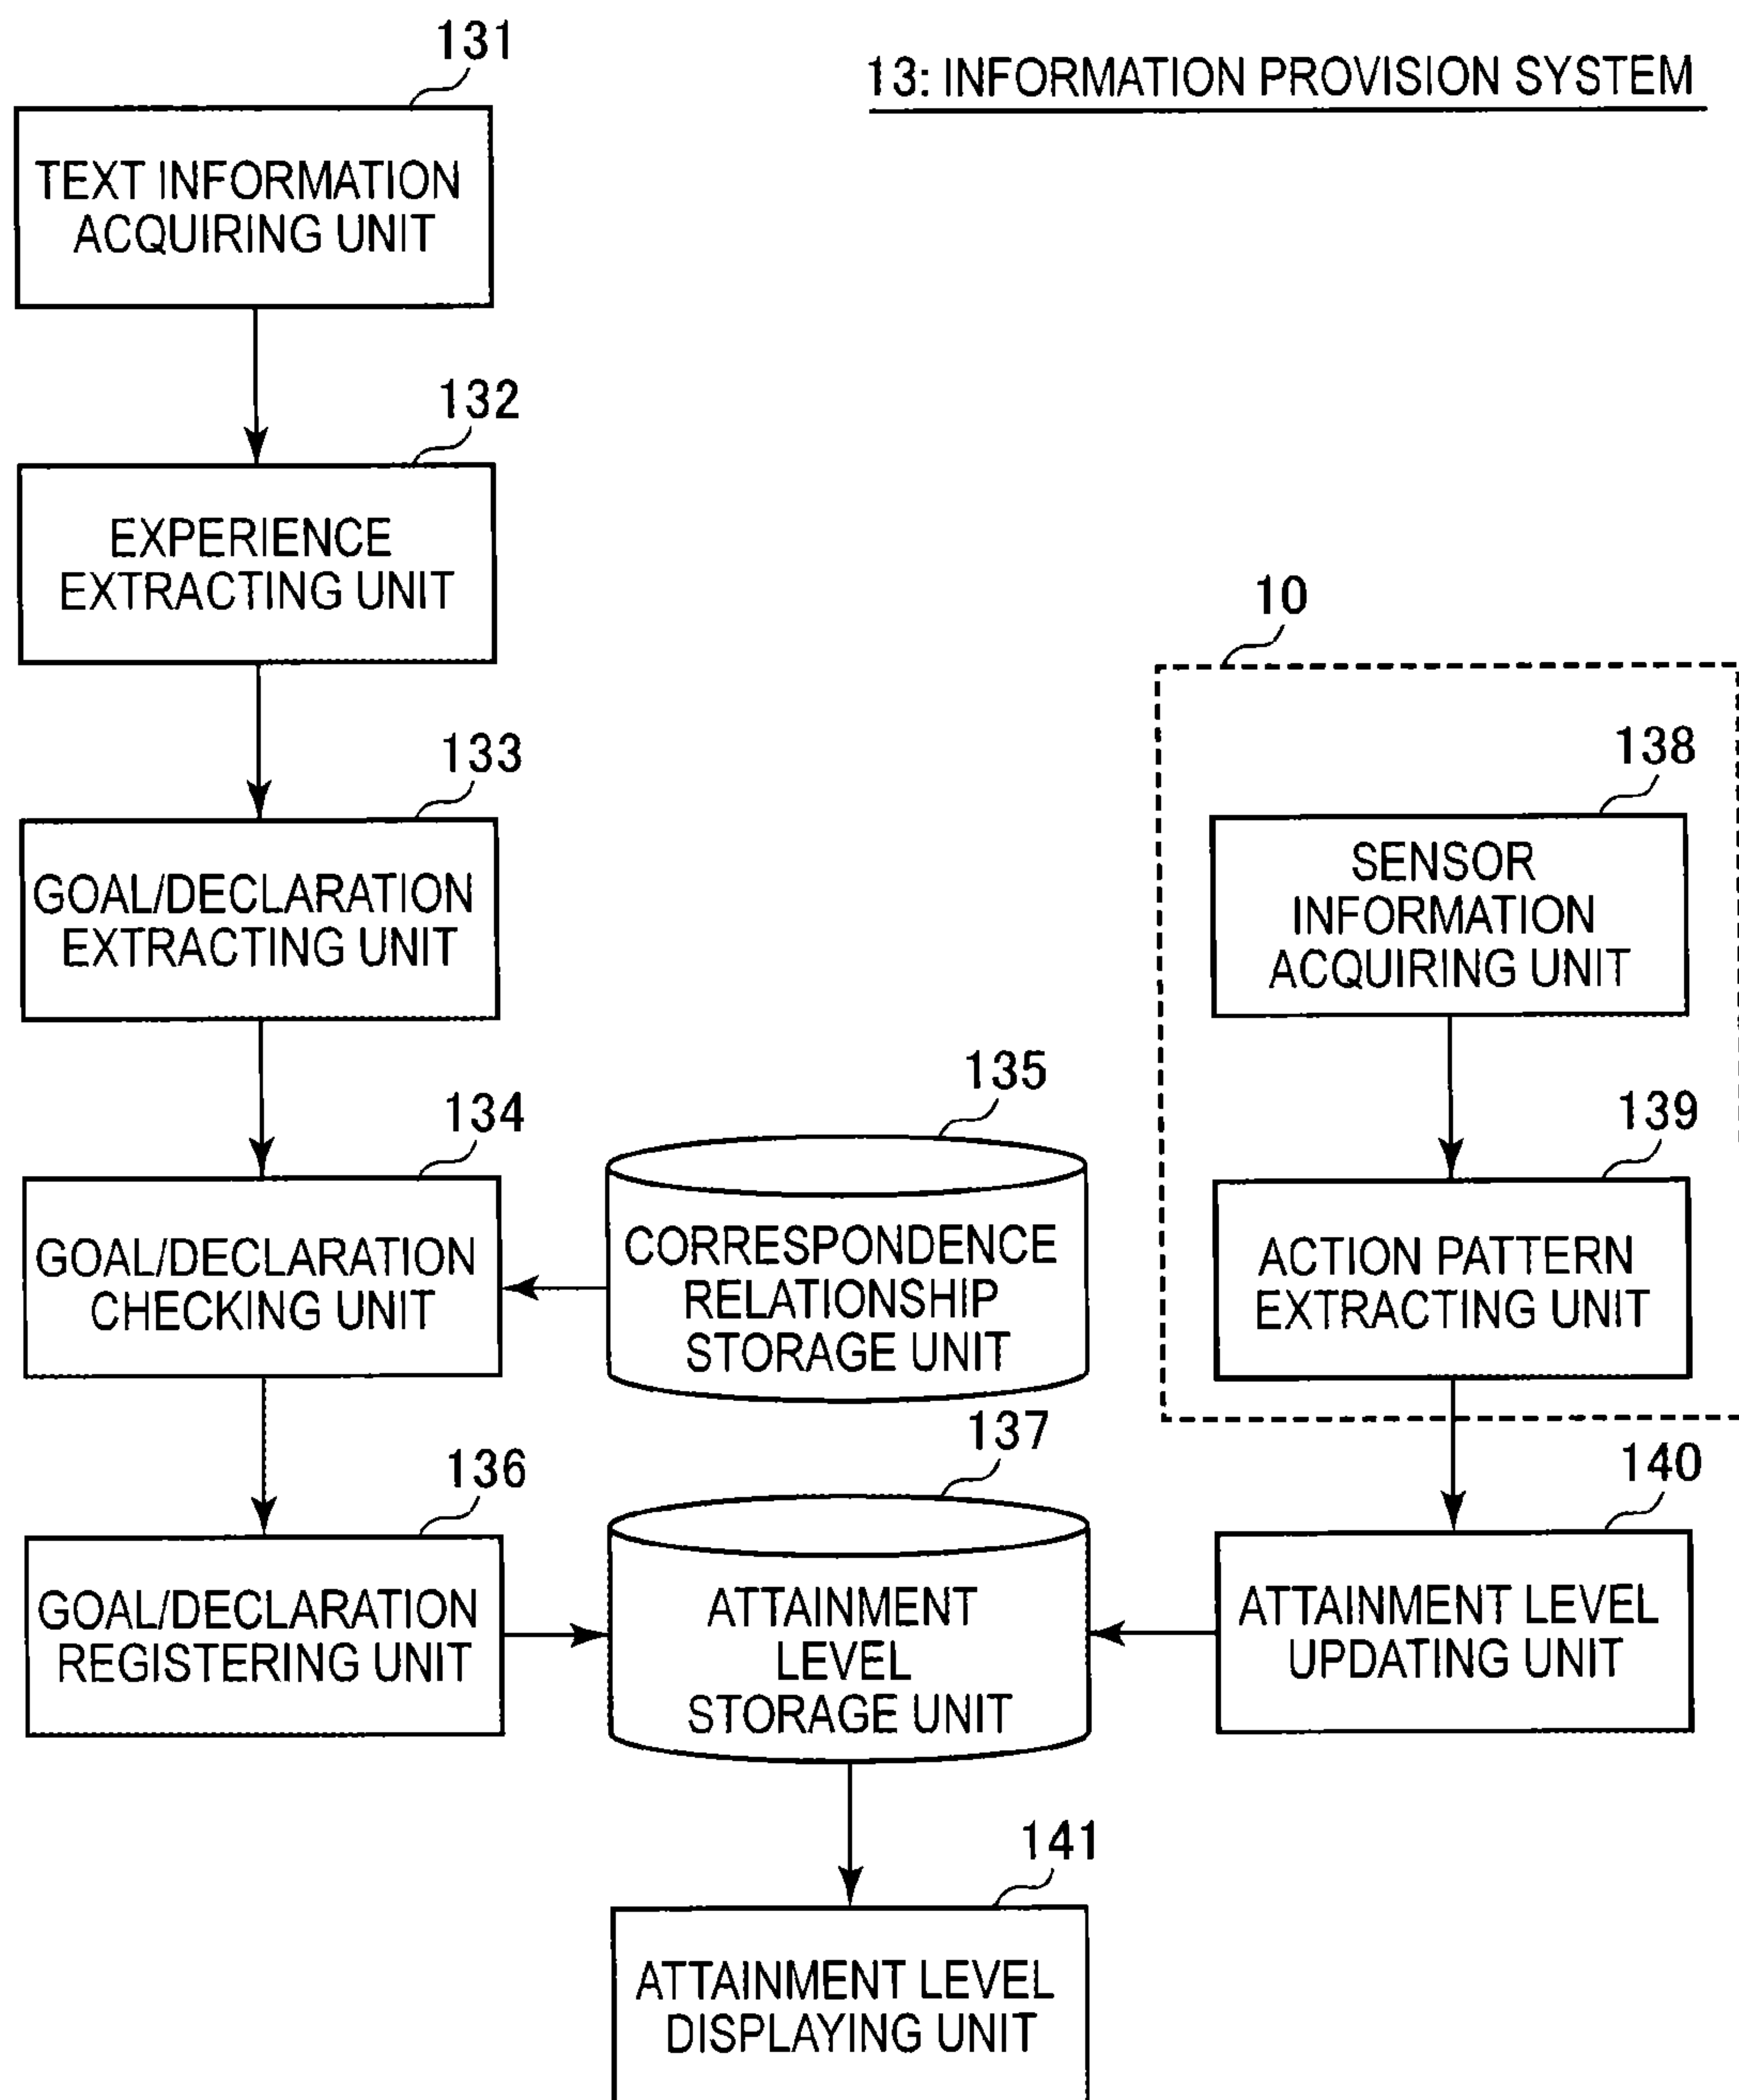 13: INFORMATION PROVISION SYSTEM
131
TEXT INFORMATION
ACQUIRING UNIT
132
EXPERIENCE
EXTRACTING UNIT
133
GOAL/DECLARATION
EXTRACTING UNIT
134
GOAL/DECLARATION
CHECKING UNIT
135
CORRESPONDENCE
RELATIONSHIP
STORAGE UNIT
136
GOAL/DECLARATION
REGISTERING UNIT
137
ATTAINMENT
LEVEL
STORAGE UNIT
10
138
SENSOR
INFORMATION
ACQUIRING UNIT
139
ACTION PATTERN
EXTRACTING UNIT
140
ATTAINMENT LEVEL
UPDATING UNIT
141
ATTAINMENT LEVEL
DISPLAYING UNIT